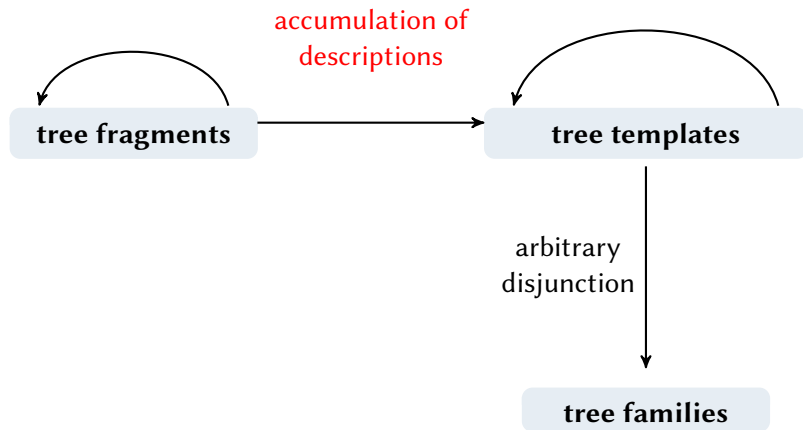 accumulation of
descriptions
tree fragments
tree templates
arbitrary
disjunction
tree families